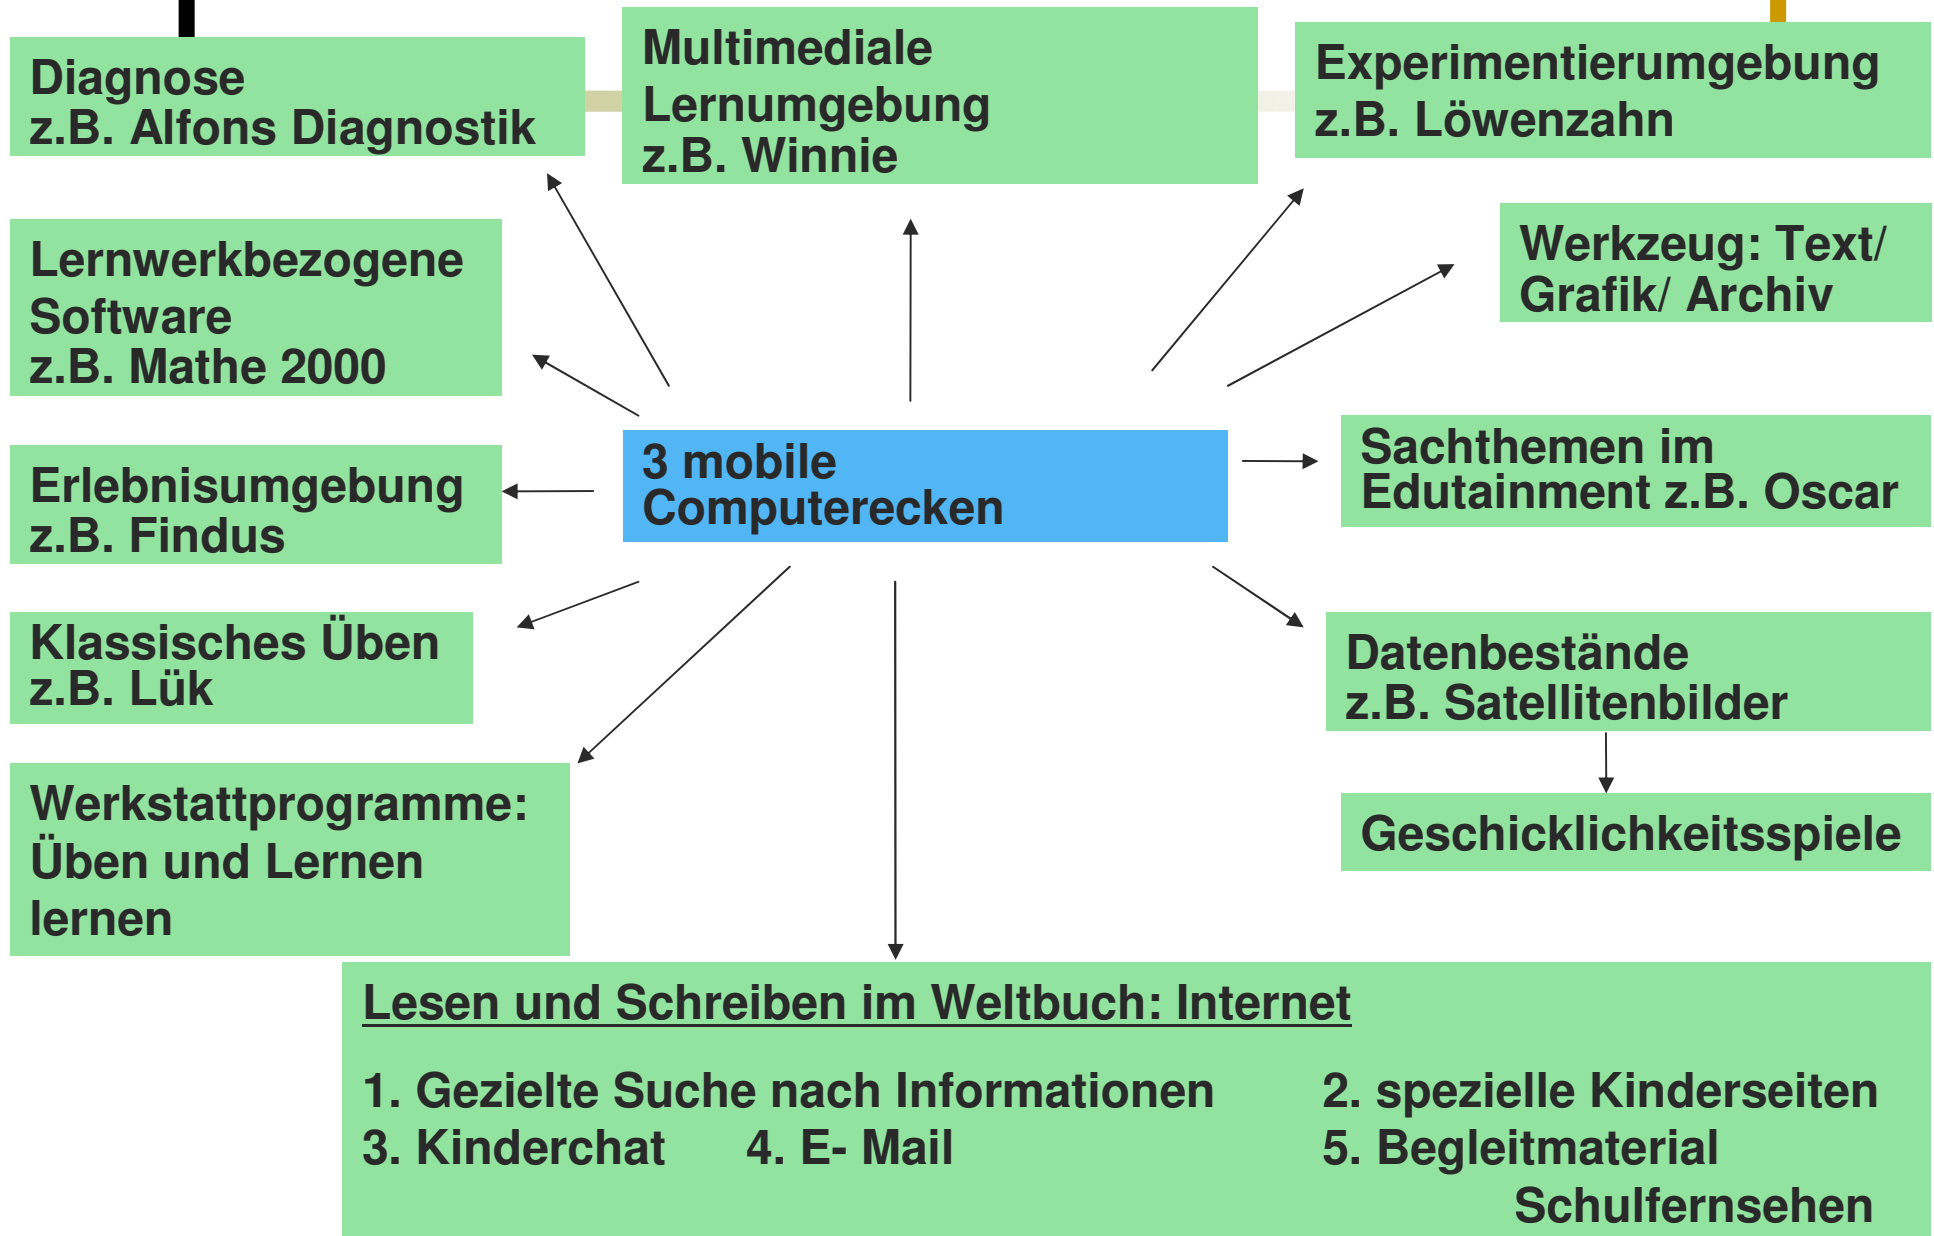 Diagnose
z.B. Alfons Diagnostik
Multimediale
Lernumgebung
z.B. Winnie
Experimentierumgebung
z.B. Löwenzahn
Lernwerkbezogene
Software
z.B. Mathe 2000
Werkzeug: Text/
Grafik/ Archiv
Erlebnisumgebung
z.B. Findus
3 mobile
Computerecken
Sachthemen im
Edutainment z.B. Oscar
Klassisches Üben
z.B. Lük
Datenbestände
z.B. Satellitenbilder
Werkstattprogramme:
Üben und Lernen
lernen
Geschicklichkeitsspiele
Lesen und Schreiben im Weltbuch: Internet
1. Gezielte Suche nach Informationen 2. spezielle Kinderseiten
3. Kinderchat 4. E- Mail 5. Begleitmaterial
Schulfernsehen